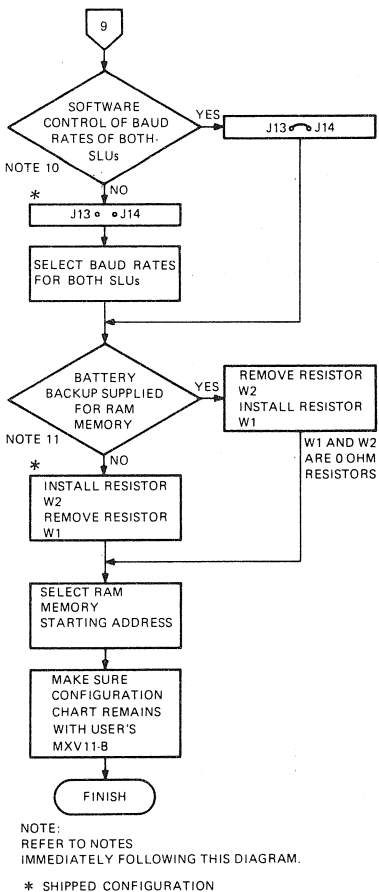 9
SOFTWARE
CONTROL OF BAUD
RATES OF BOTH-
SLUs
YES
J13 J14
NOTE 10
NO
*
J13 J14
SELECT BAUD RATES
FOR BOTH SLUs
BATTERY
BACKUP SUPPLIED
FOR RAM
MEMORY
YES
REMOVE RESISTOR
W2
INSTALL RESISTOR
W1
NOTE 11
W1 AND W2
ARE 0 OHM
RESISTORS
NO
*
INSTALL RESISTOR
W2
REMOVE RESISTOR
W1
SELECT RAM
MEMORY
STARTING ADDRESS
MAKE SURE
CONFIGURATION
CHART REMAINS
WITH USER'S
MXV11-B
FINISH
NOTE:
REFER TO NOTES
IMMEDIATELY FOLLOWING THIS DIAGRAM.
* SHIPPED CONFIGURATION